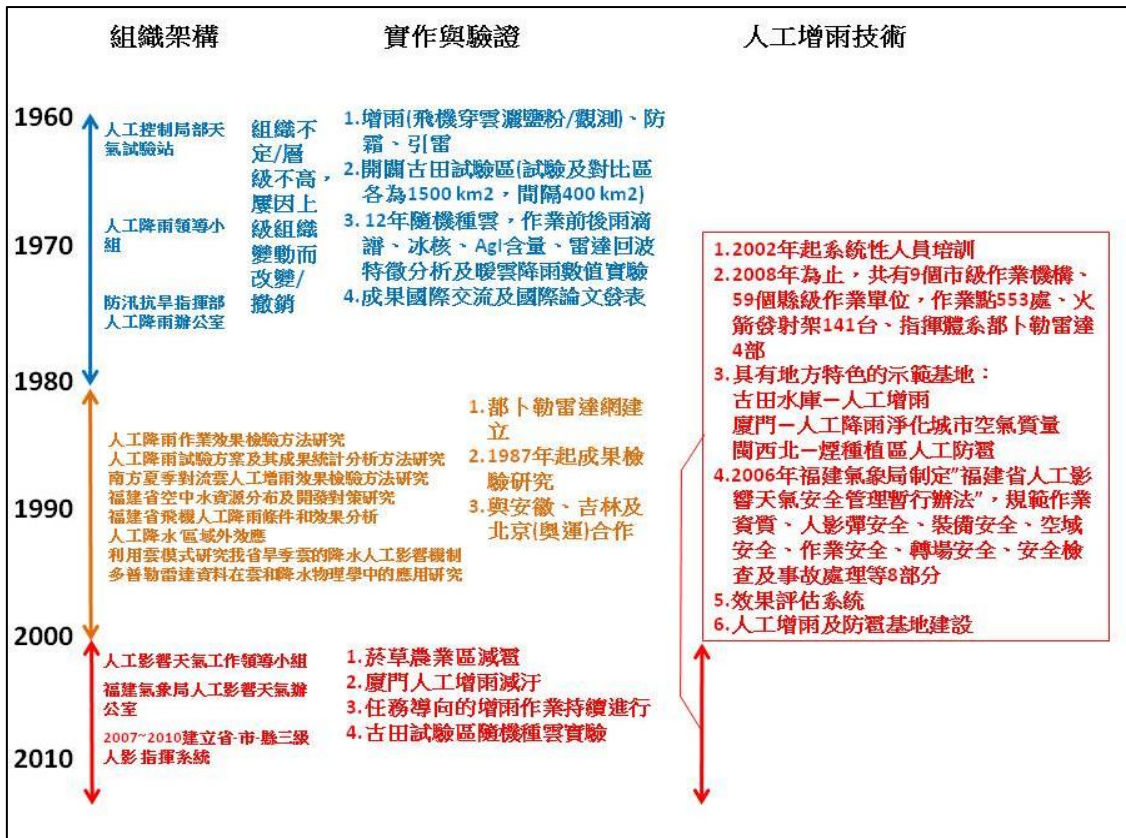 組織架構
實作與驗證
人工增雨技術
1960
人工控制局部天
氣試驗站
人工降雨領導小
組
防汛抗旱指揮部
人工降雨辦公室
組織不
定/層
級不高，
屢因上
級組織
變動而
改變/
撤銷
1.增雨(飛機穿雲灑鹽粉/觀測)、防
霜、引雷
2.開闢古田試驗區(試驗及對比區
各為1500 km2，間隔400 km2)
3. 12年隨機種雲，作業前後雨滴
譜、冰核、AgI含量、雷達回波
特徵分析及暖雲降雨數值實驗
4.成果國際交流及國際論文發表
1970
1980
人工降雨作業效果檢驗方法研究
人工降雨試驗方案及其成果統計分析方法研究
南方夏季對流雲人工增雨效果檢驗方法研究
福建省空中水資源分布及開發對策研究
福建省飛機人工降雨條件和效果分析
人工降水'區域外效應
利用雲模式研究我省旱季雲的降水人工影響機制
多普勒雷達資料在雲和降水物理學中的應用研究
1.都卜勒雷達網建
立
2.1987年起成果檢
驗研究
3.與安徽、吉林及
北京(奧運)合作
1990
2000
人工影響天氣工作領導小組
福建氣象局人工影響天氣辦
公室
2007~2010建立省-市-縣三級
人影指揮系統
1.菸草農業區減雹
2.廈門人工增雨減汙
3.任務導向的增雨作業持續進行
4.古田試驗區隨機種雲實驗
2010
1.2002年起系統性人員培訓
2.2008年為止，共有9個市級作業機構、
59個縣級作業單位，作業點553處、火
箭發射架141台、指揮體系都卜勒雷達
4部
3.具有地方特色的示範基地：
古田水庫—人工增雨
廈門—人工降雨淨化城市空氣質量
閩西北—煙種植區人工防雹
4.2006年福建氣象局制定"福建省人工影
響天氣安全管理暫行辦法"，規範作業
資質、人影彈安全、裝備安全、空域
安全、作業安全、轉場安全、安全檢
查及事故處理等8部分
5.效果評估系統
6.人工增雨及防雹基地建設